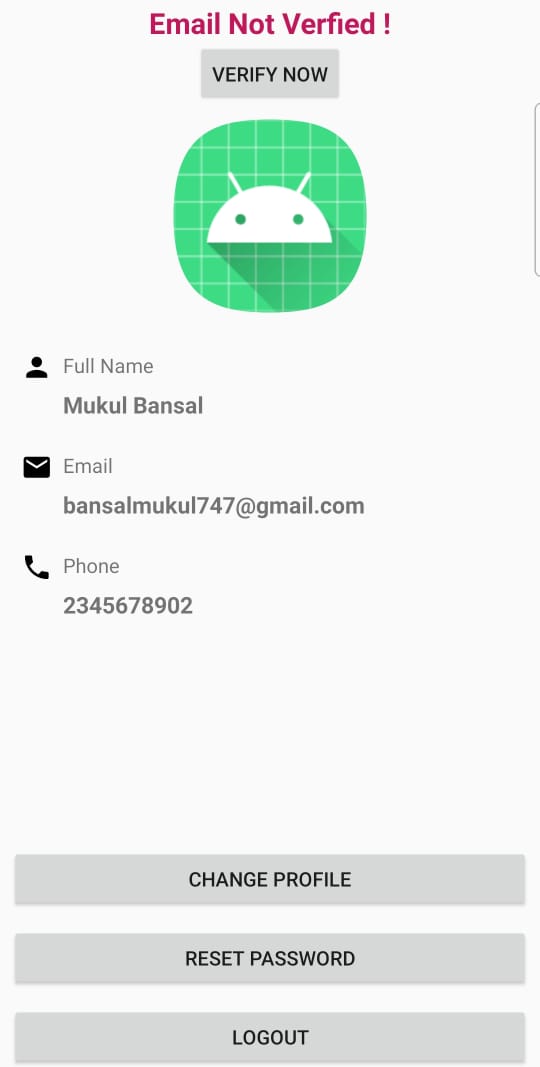 Email Not Verfied !
VERIFY NOW
Full Name
Mukul Bansal
Email
bansalmukul747@gmail.com
Phone
2345678902
CHANGE PROFILE
RESET PASSWORD
LOGOUT